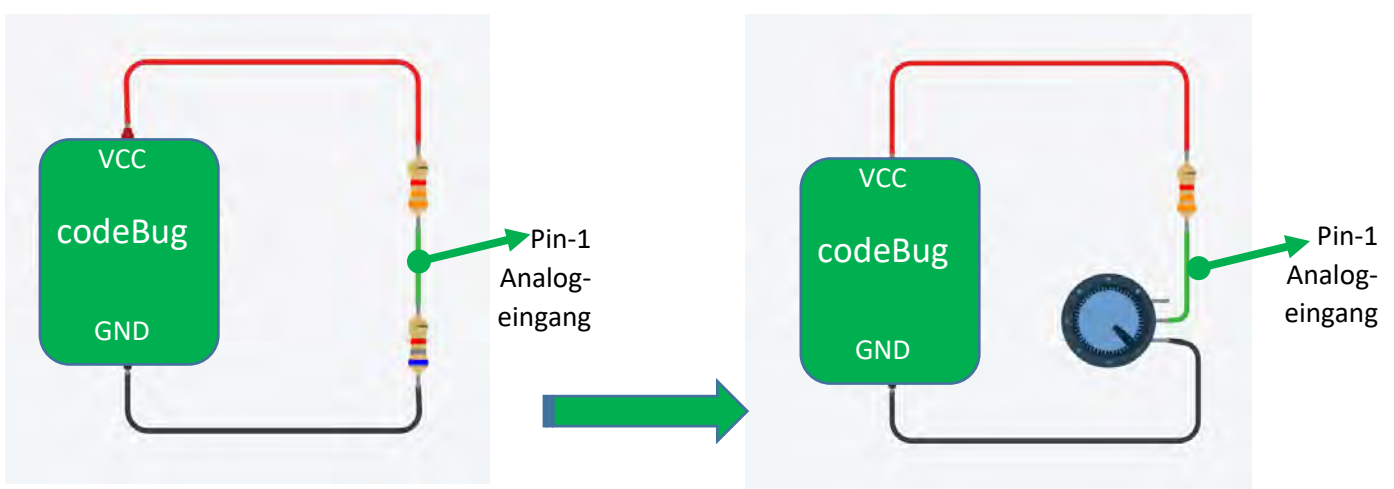 VCC
codeBug
GND
Pin-1
Analog-
eingang
VCC
codeBug
GND
Pin-1
Analog-
eingang